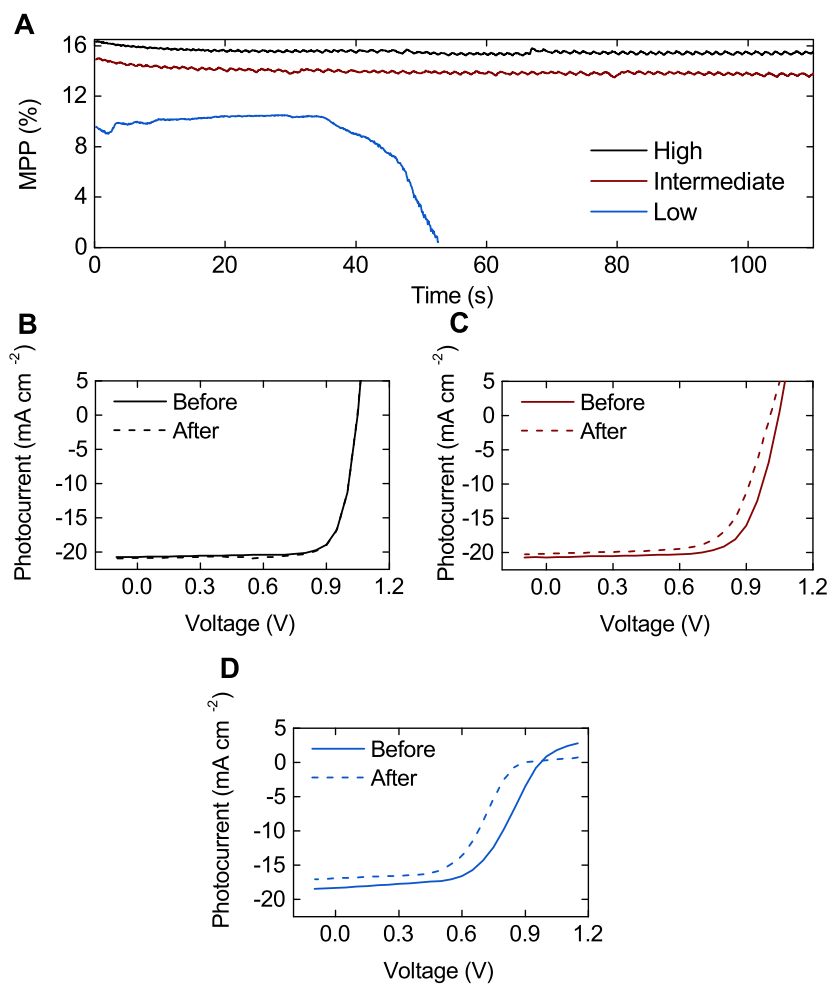 A
MPP (%)
16
12
8
4
0
High
Intermediate
Low
0 20 40 60 80 100
Time (s)
B
Photocurrent (mA cm⁻²)
5
0
-5
-10
-15
-20
Before
After
0.0 0.3 0.6 0.9 1.2
Voltage (V)
C
Photocurrent (mA cm⁻²)
5
0
-5
-10
-15
-20
Before
After
0.0 0.3 0.6 0.9 1.2
Voltage (V)
D
Photocurrent (mA cm⁻²)
5
0
-5
-10
-15
-20
Before
After
0.0 0.3 0.6 0.9 1.2
Voltage (V)